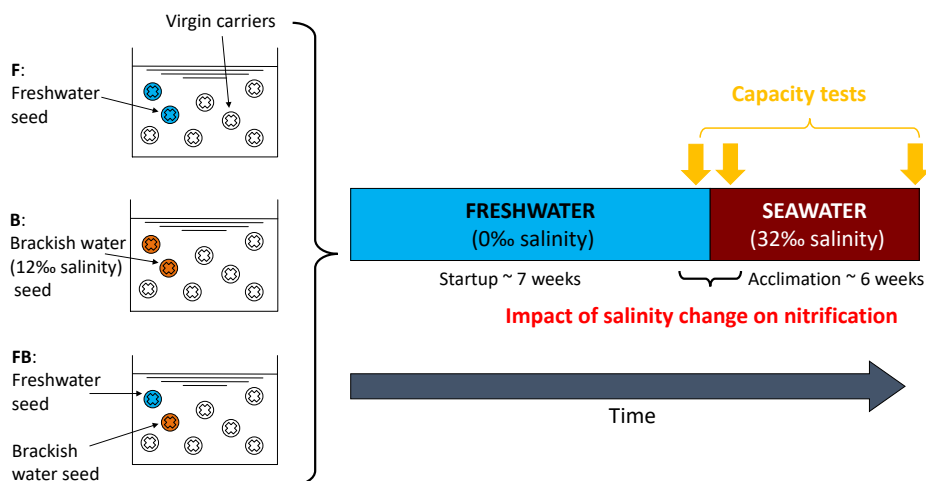 Virgin carriers
F:
Freshwater
seed
B:
Brackish water
(12‰ salinity)
seed
FB:
Freshwater
seed
Brackish
water seed
Capacity tests
FRESHWATER
(0‰ salinity)
SEAWATER
(32‰ salinity)
Startup ~ 7 weeks
Acclimation ~ 6 weeks
Impact of salinity change on nitrification
Time